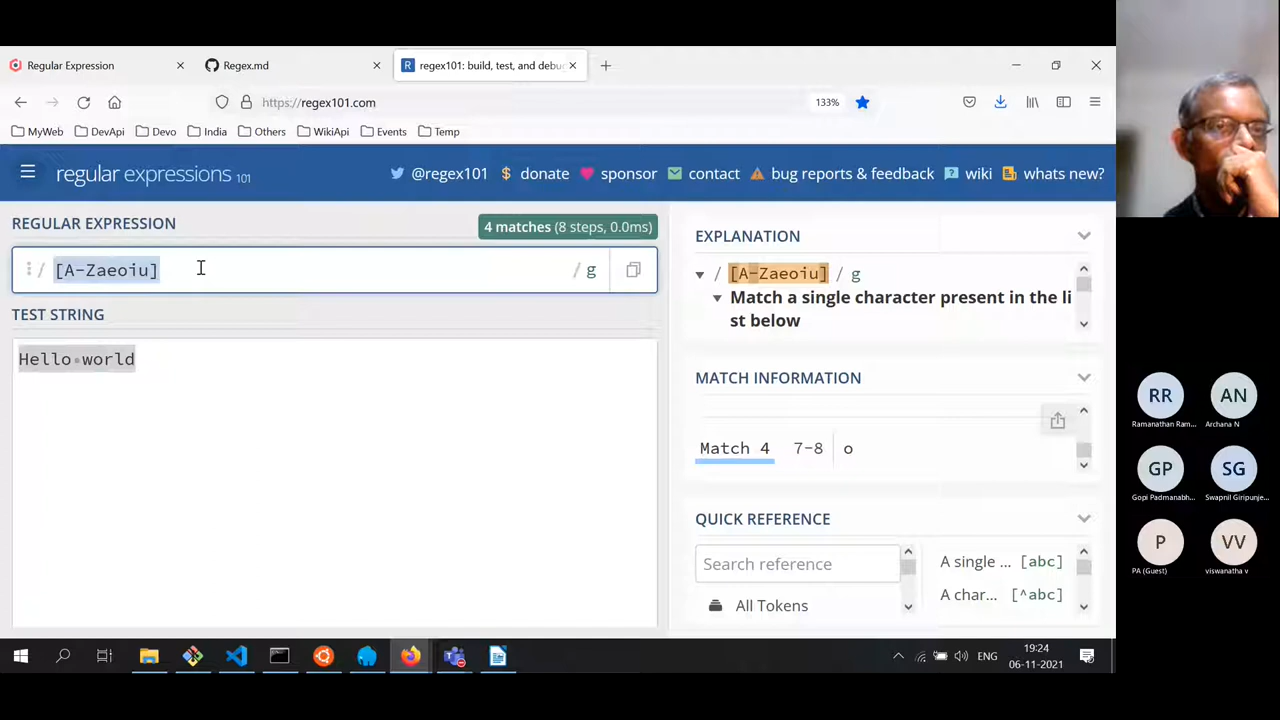 Regular Expression
Regex.md
regex101: build, test, and debu
https://regex101.com
133%
MyWeb
DevApi
Devo
India
Others
WikiApi
Events
Temp
regular expressions 101
@regex101
$ donate
sponsor
contact
bug reports & feedback
wiki
whats new?
REGULAR EXPRESSION
4 matches (8 steps, 0.0ms)
/ [A-Zaeoiu]
/ g
TEST STRING
Hello·world
EXPLANATION
/ [A-Zaeoiu] / g
Match a single character present in the li
st below
MATCH INFORMATION
Match 4 7-8 o
QUICK REFERENCE
Search reference
All Tokens
A single ... [abc]
A char... [^abc]
ENG
19:24
06-11-2021
RR
Ramanathan Ram...
AN
Archana N
GP
Gopi Padmanabh...
SG
Swapnil Giripunje...
P
PA (Guest)
VV
viswanatha v